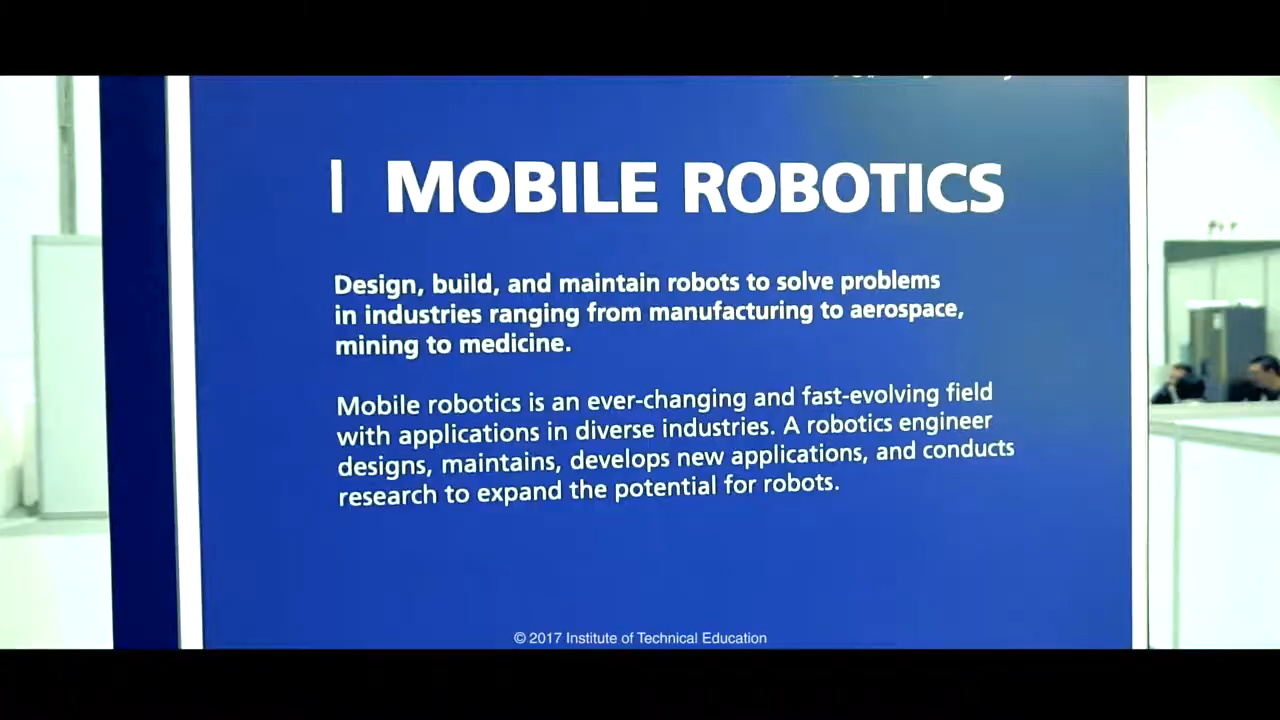 | MOBILE ROBOTICS
Design, build, and maintain robots to solve problems
in industries ranging from manufacturing to aerospace,
mining to medicine.
Mobile robotics is an ever-changing and fast-evolving field
with applications in diverse industries. A robotics engineer
designs, maintains, develops new applications, and conducts
research to expand the potential for robots.
© 2017 Institute of Technical Education